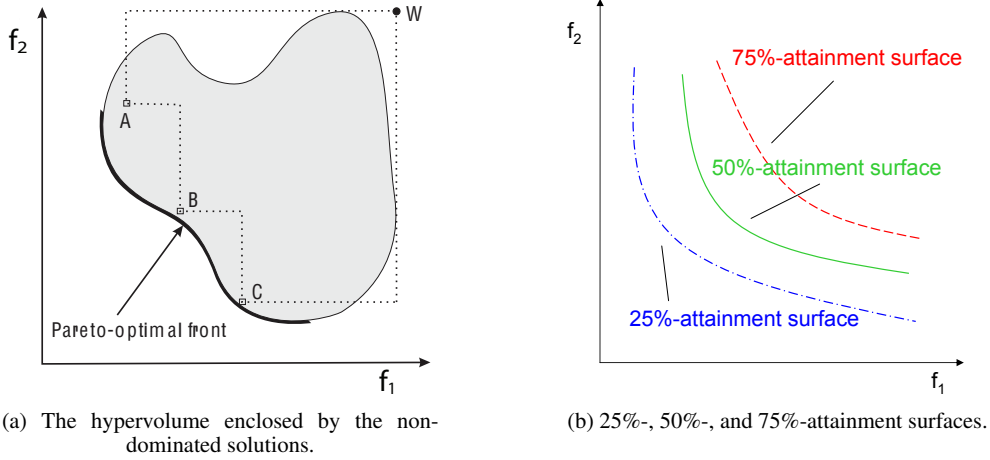 f2
W
A
B
C
Pareto-optimal front
f1
(a) The hypervolume enclosed by the non-
dominated solutions.
f2
75%-attainment surface
50%-attainment surface
25%-attainment surface
f1
(b) 25%-, 50%-, and 75%-attainment surfaces.